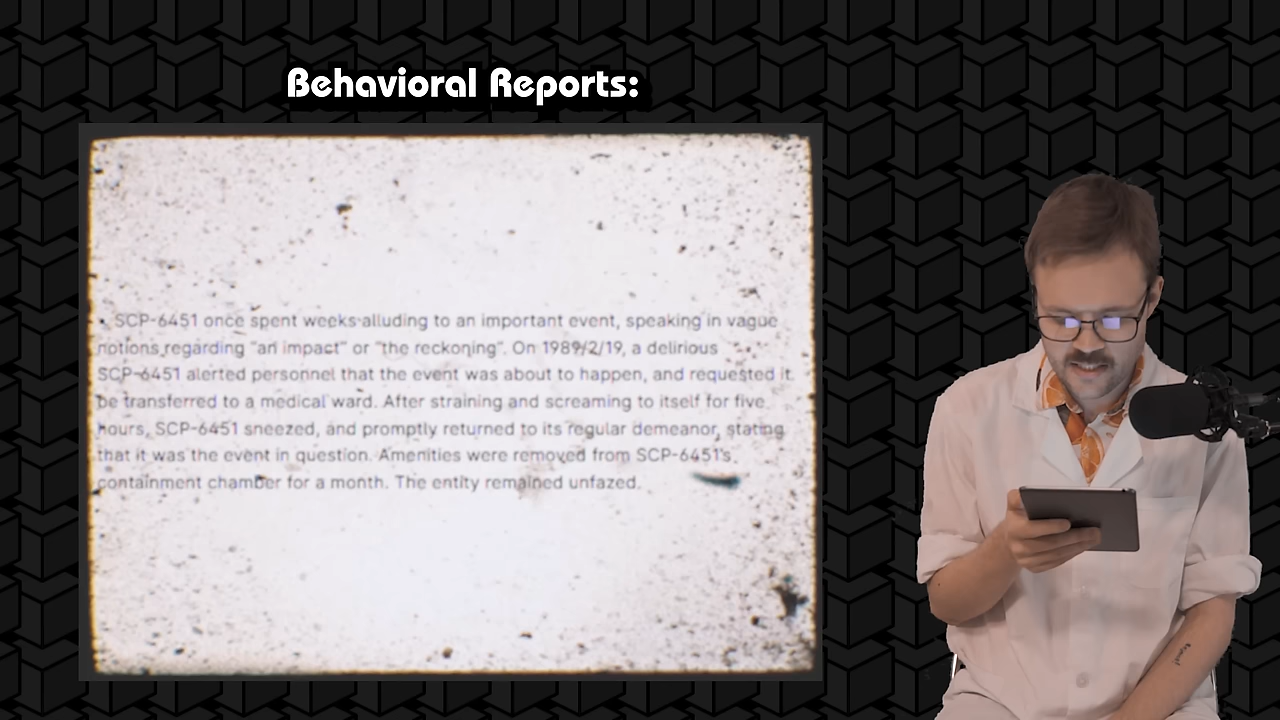 Behavioral Reports:
• SCP-6451 once spent weeks alluding to an important event, speaking in vague
notions regarding "an impact" or "the reckoning". On 1989/2/19, a delirious
SCP-6451 alerted personnel that the event was about to happen, and requested it
be transferred to a medical ward. After straining and screaming to itself for five
hours, SCP-6451 sneezed, and promptly returned to its regular demeanor, stating
that it was the event in question. Amenities were removed from SCP-6451's
containment chamber for a month. The entity remained unfazed.